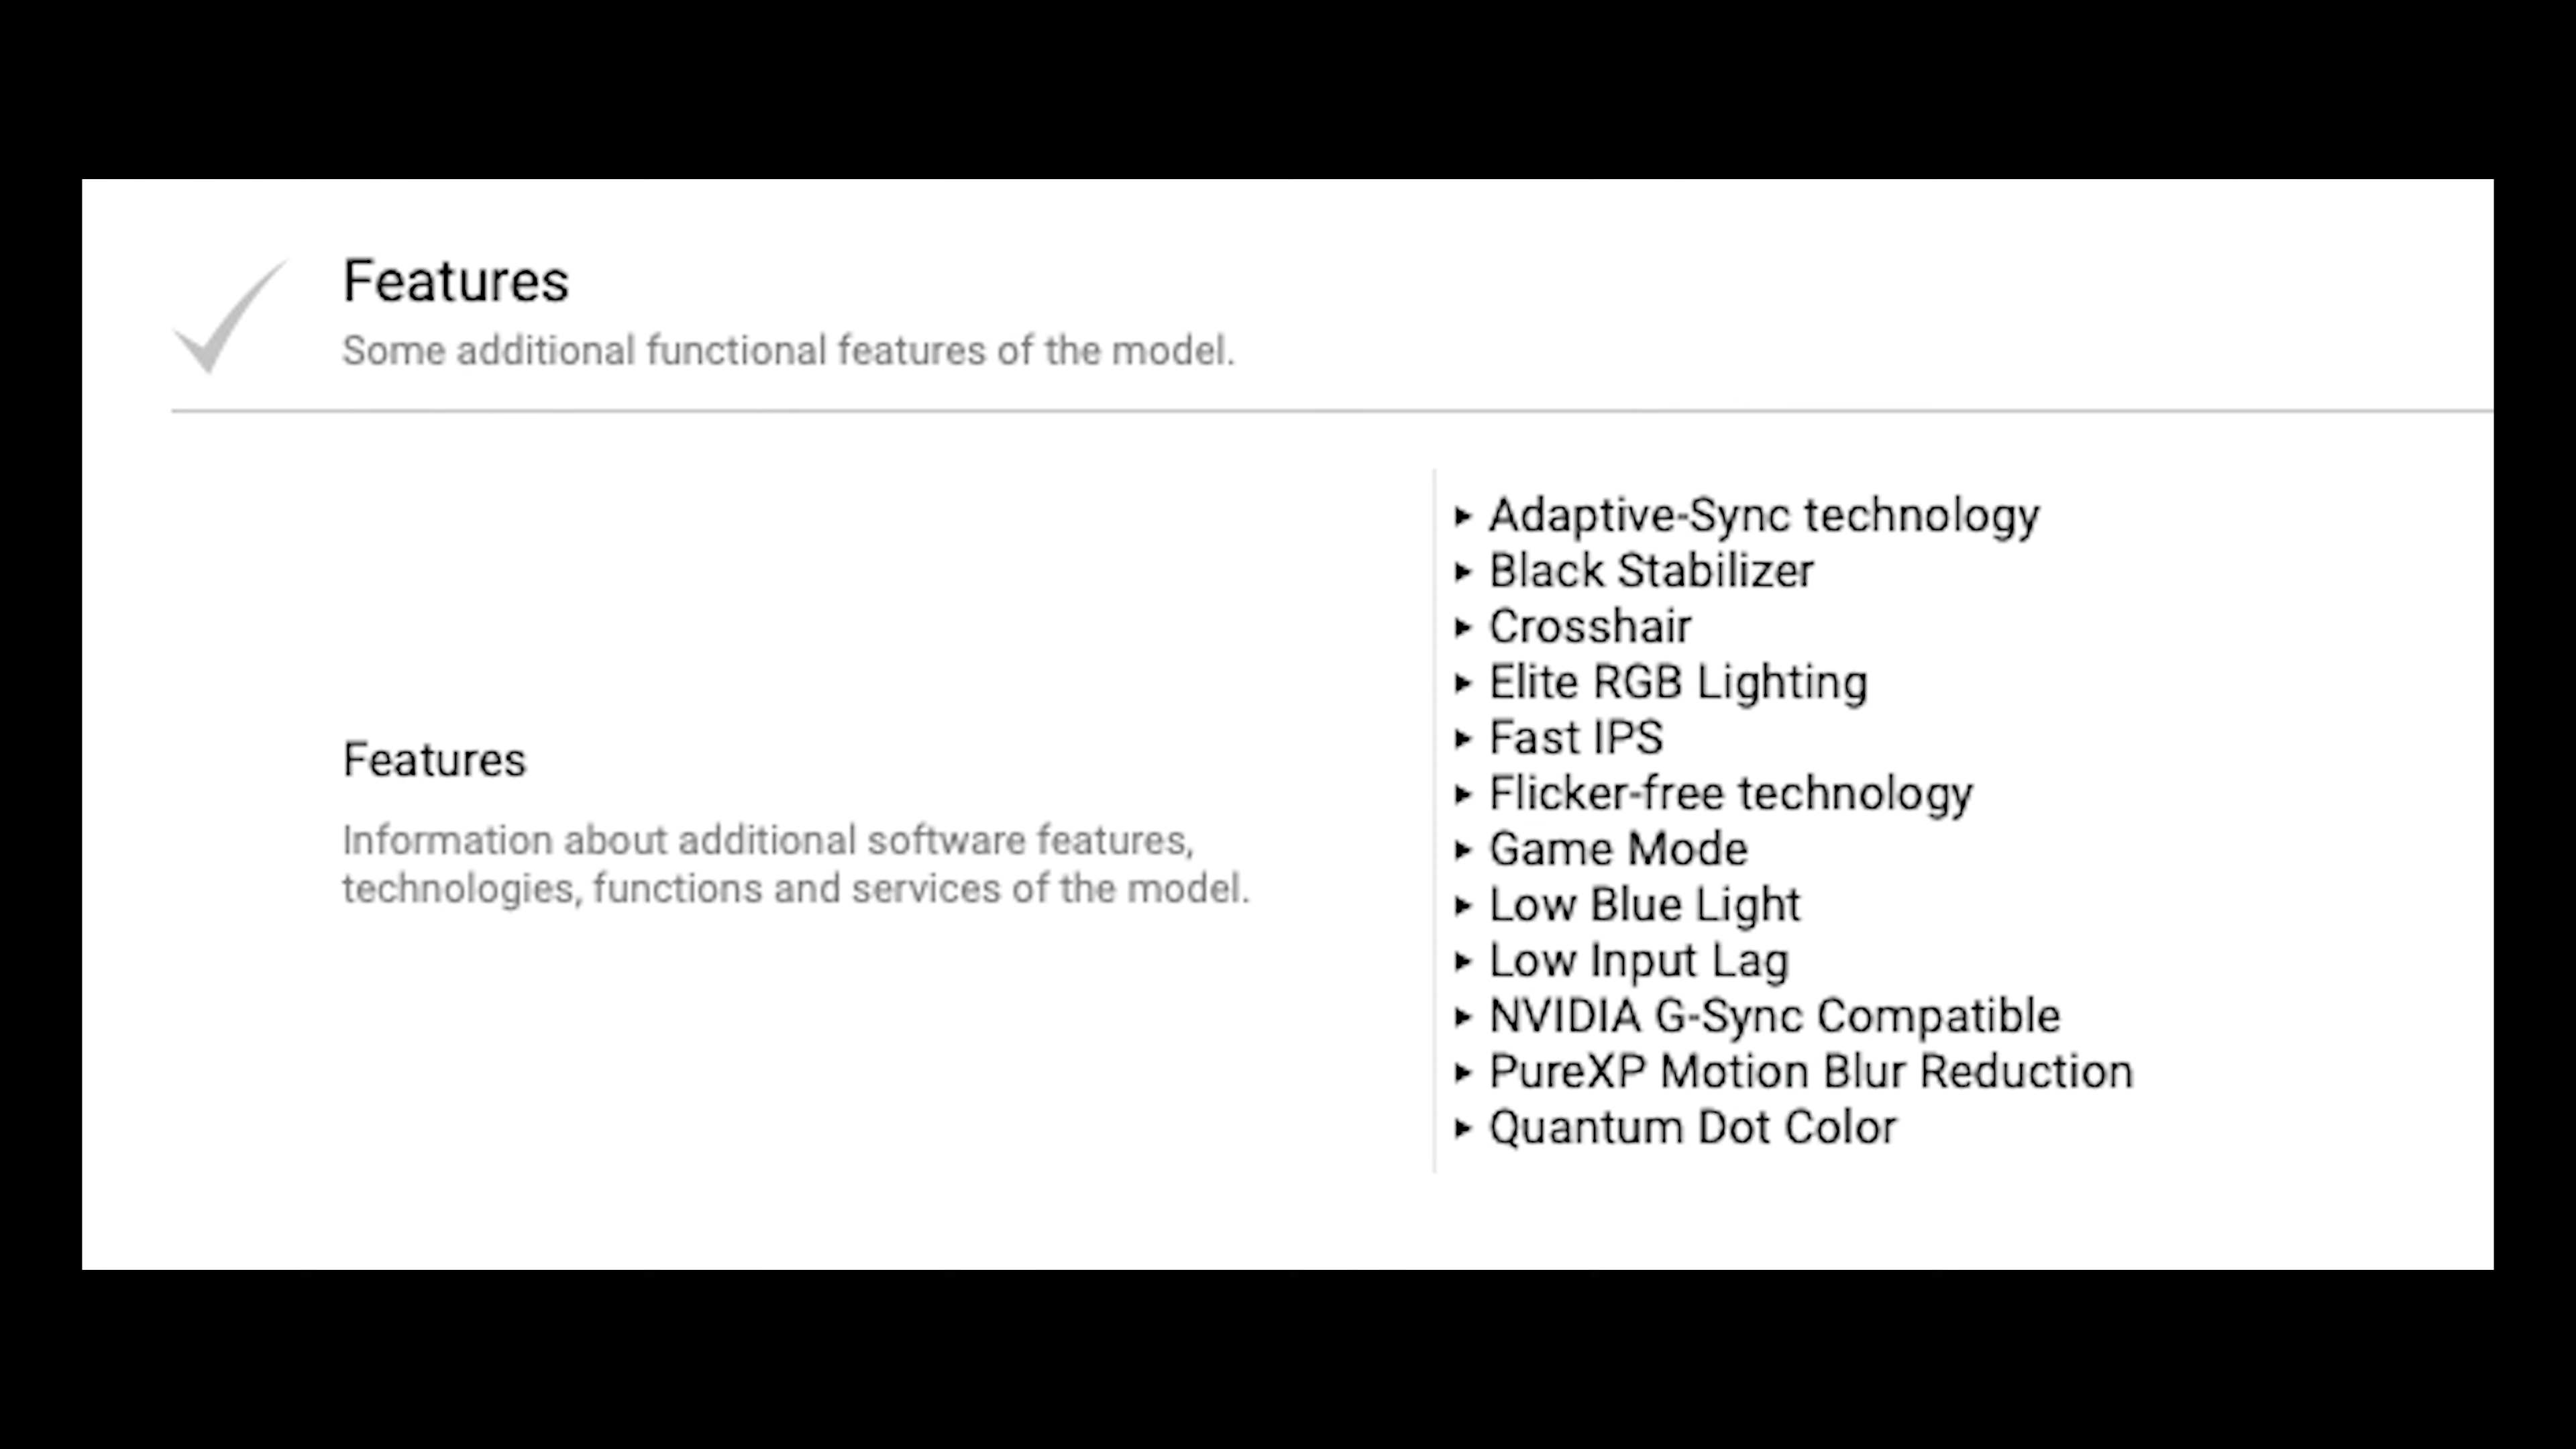 Features
Some additional functional features of the model.
Features
Information about additional software features,
technologies, functions and services of the model.
Adaptive-Sync technology
Black Stabilizer
Crosshair
Elite RGB Lighting
Fast IPS
Flicker-free technology
Game Mode
Low Blue Light
Low Input Lag
NVIDIA G-Sync Compatible
PureXP Motion Blur Reduction
Quantum Dot Color